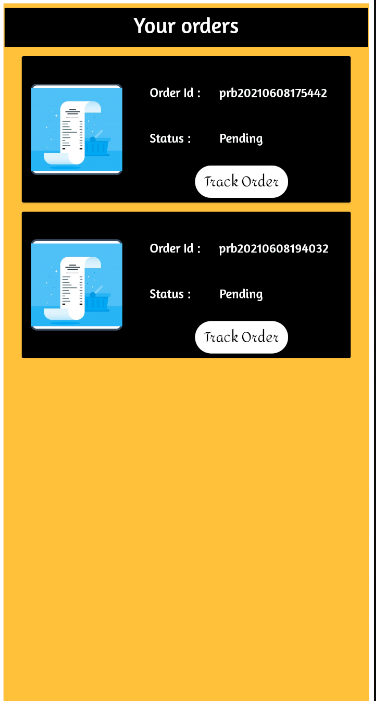 Your orders
Order Id : prb20210608175442
Status : Pending
Track Order
Order Id : prb20210608194032
Status : Pending
Track Order